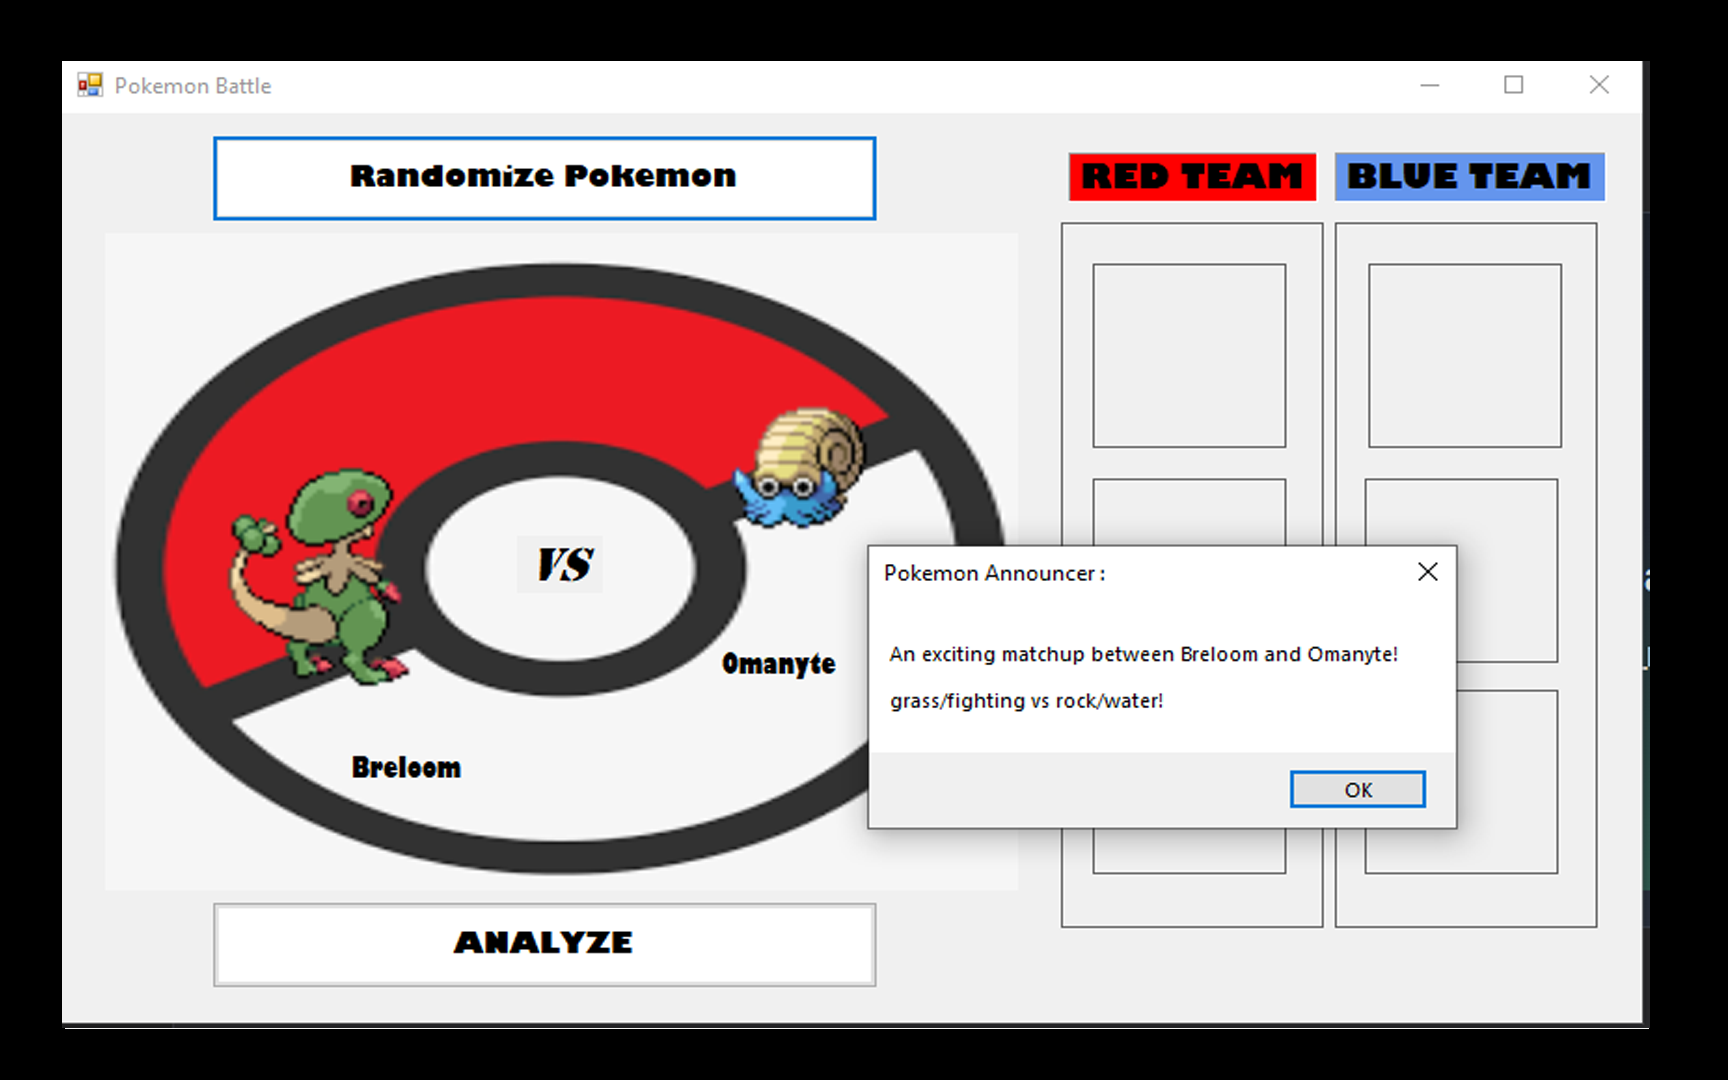 Pokemon Battle
Randomize Pokemon
RED TEAM
BLUE TEAM
VS
Omanyte
Breloom
Pokemon Announcer :
An exciting matchup between Breloom and Omanyte!
grass/fighting vs rock/water!
OK
ANALYZE